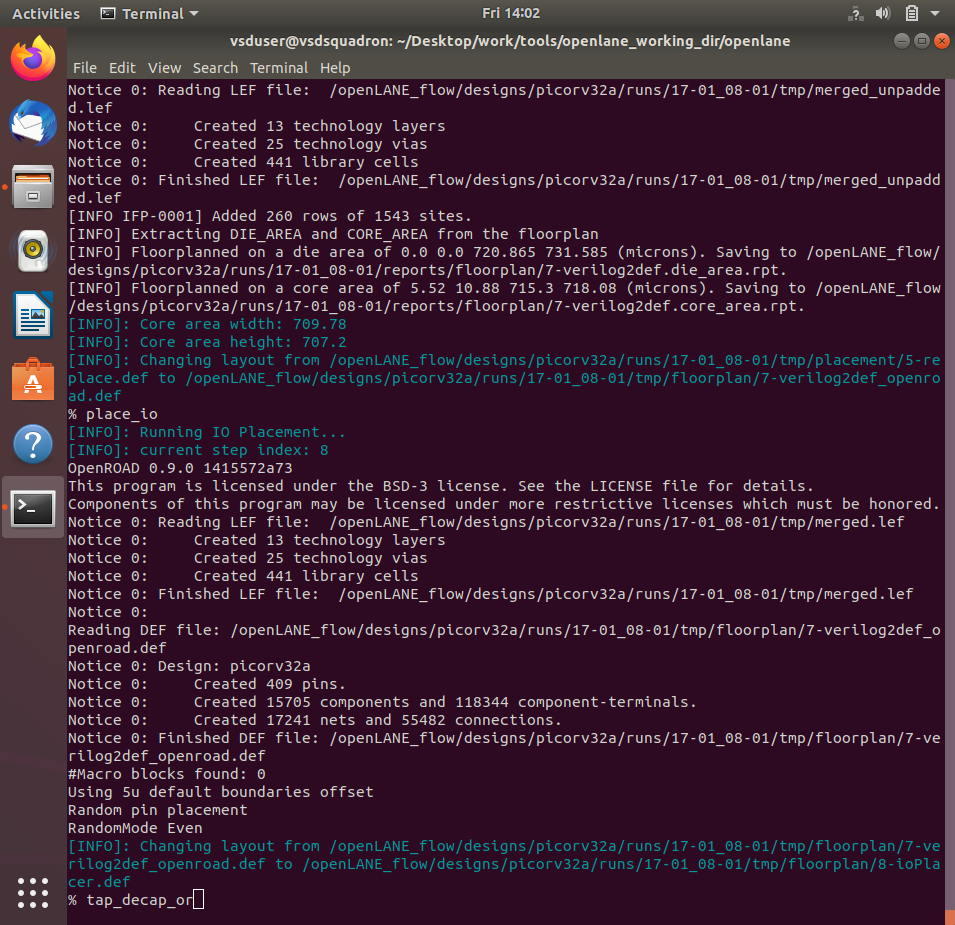 Activities Terminal Fri 14:02
vsduser@vsdsquadron: ~/Desktop/work/tools/openlane_working_dir/openlane
File Edit View Search Terminal Help
Notice 0: Reading LEF file:  /openLANE_flow/designs/picorv32a/runs/17-01_08-01/tmp/merged_unpadde
d.lef
Notice 0:     Created 13 technology layers
Notice 0:     Created 25 technology vias
Notice 0:     Created 441 library cells
Notice 0: Finished LEF file:  /openLANE_flow/designs/picorv32a/runs/17-01_08-01/tmp/merged_unpadd
ed.lef
[INFO IFP-0001] Added 260 rows of 1543 sites.
[INFO] Extracting DIE_AREA and CORE_AREA from the floorplan
[INFO] Floorplanned on a die area of 0.0 0.0 720.865 731.585 (microns). Saving to /openLANE_flow/
designs/picorv32a/runs/17-01_08-01/reports/floorplan/7-verilog2def.die_area.rpt.
[INFO] Floorplanned on a core area of 5.52 10.88 715.3 718.08 (microns). Saving to /openLANE_flow
/designs/picorv32a/runs/17-01_08-01/reports/floorplan/7-verilog2def.core_area.rpt.
[INFO]: Core area width: 709.78
[INFO]: Core area height: 707.2
[INFO]: Changing layout from /openLANE_flow/designs/picorv32a/runs/17-01_08-01/tmp/placement/5-re
place.def to /openLANE_flow/designs/picorv32a/runs/17-01_08-01/tmp/floorplan/7-verilog2def_openro
ad.def
% place_io
[INFO]: Running IO Placement...
[INFO]: current step index: 8
OpenROAD 0.9.0 1415572a73
This program is licensed under the BSD-3 license. See the LICENSE file for details.
Components of this program may be licensed under more restrictive licenses which must be honored.
Notice 0: Reading LEF file:  /openLANE_flow/designs/picorv32a/runs/17-01_08-01/tmp/merged.lef
Notice 0:     Created 13 technology layers
Notice 0:     Created 25 technology vias
Notice 0:     Created 441 library cells
Notice 0: Finished LEF file:  /openLANE_flow/designs/picorv32a/runs/17-01_08-01/tmp/merged.lef
Notice 0:
Reading DEF file: /openLANE_flow/designs/picorv32a/runs/17-01_08-01/tmp/floorplan/7-verilog2def_o
penroad.def
Notice 0: Design: picorv32a
Notice 0:     Created 409 pins.
Notice 0:     Created 15705 components and 118344 component-terminals.
Notice 0:     Created 17241 nets and 55482 connections.
Notice 0: Finished DEF file: /openLANE_flow/designs/picorv32a/runs/17-01_08-01/tmp/floorplan/7-ve
rilog2def_openroad.def
#Macro blocks found: 0
Using 5u default boundaries offset
Random pin placement
RandomMode Even
[INFO]: Changing layout from /openLANE_flow/designs/picorv32a/runs/17-01_08-01/tmp/floorplan/7-ve
rilog2def_openroad.def to /openLANE_flow/designs/picorv32a/runs/17-01_08-01/tmp/floorplan/8-ioPla
cer.def
% tap_decap_or